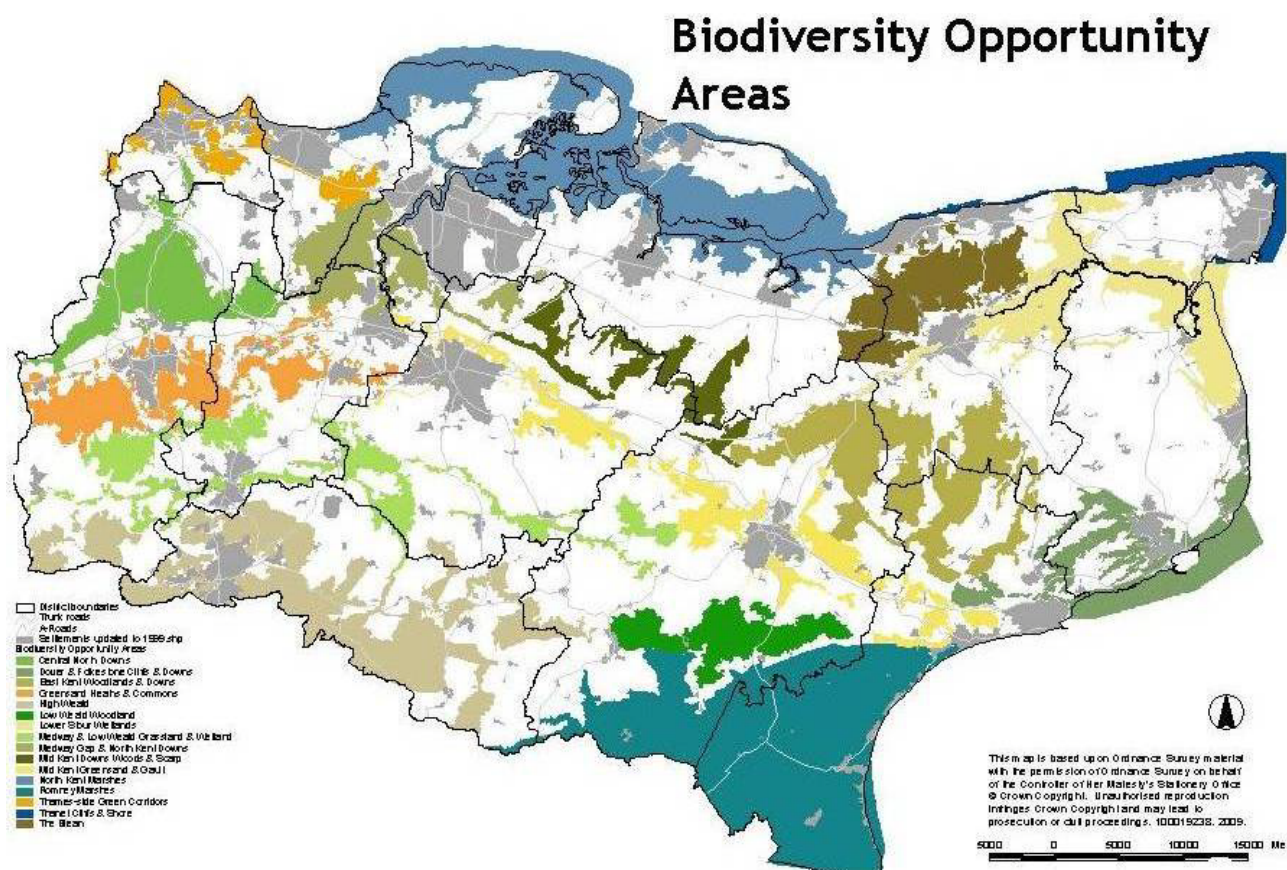 Biodiversity Opportunity
Areas
District boundaries
Trunk roads
A-Roads
Settlements updated to 1999.shp
Biodiversity Opportunity Areas
Central North Downs
Dover & Folkestone Cliffs & Downs
East Kent Woodlands & Downs
Greensand Heaths & Commons
High Weald
Low Weald Woodland
Lower Stour Wetlands
Medway & Low Weald Grassland & Wetland
Medway Gap & North Kent Downs
Mid Kent Downs Woods & Scarp
Mid Kent Greensand & Gault
North Kent Marshes
Romney Marshes
Thames-side Green Corridors
Thanet Cliffs & Shore
The Blean
This map is based upon Ordnance Survey material
with the permission of Ordnance Survey on behalf
of the Controller of Her Majesty's Stationery Office
© Crown Copyright. Unauthorised reproduction
infringes Crown Copyright and may lead to
prosecution or civil proceedings. 100019238. 2009.
5000 0 5000 10000 15000 Me